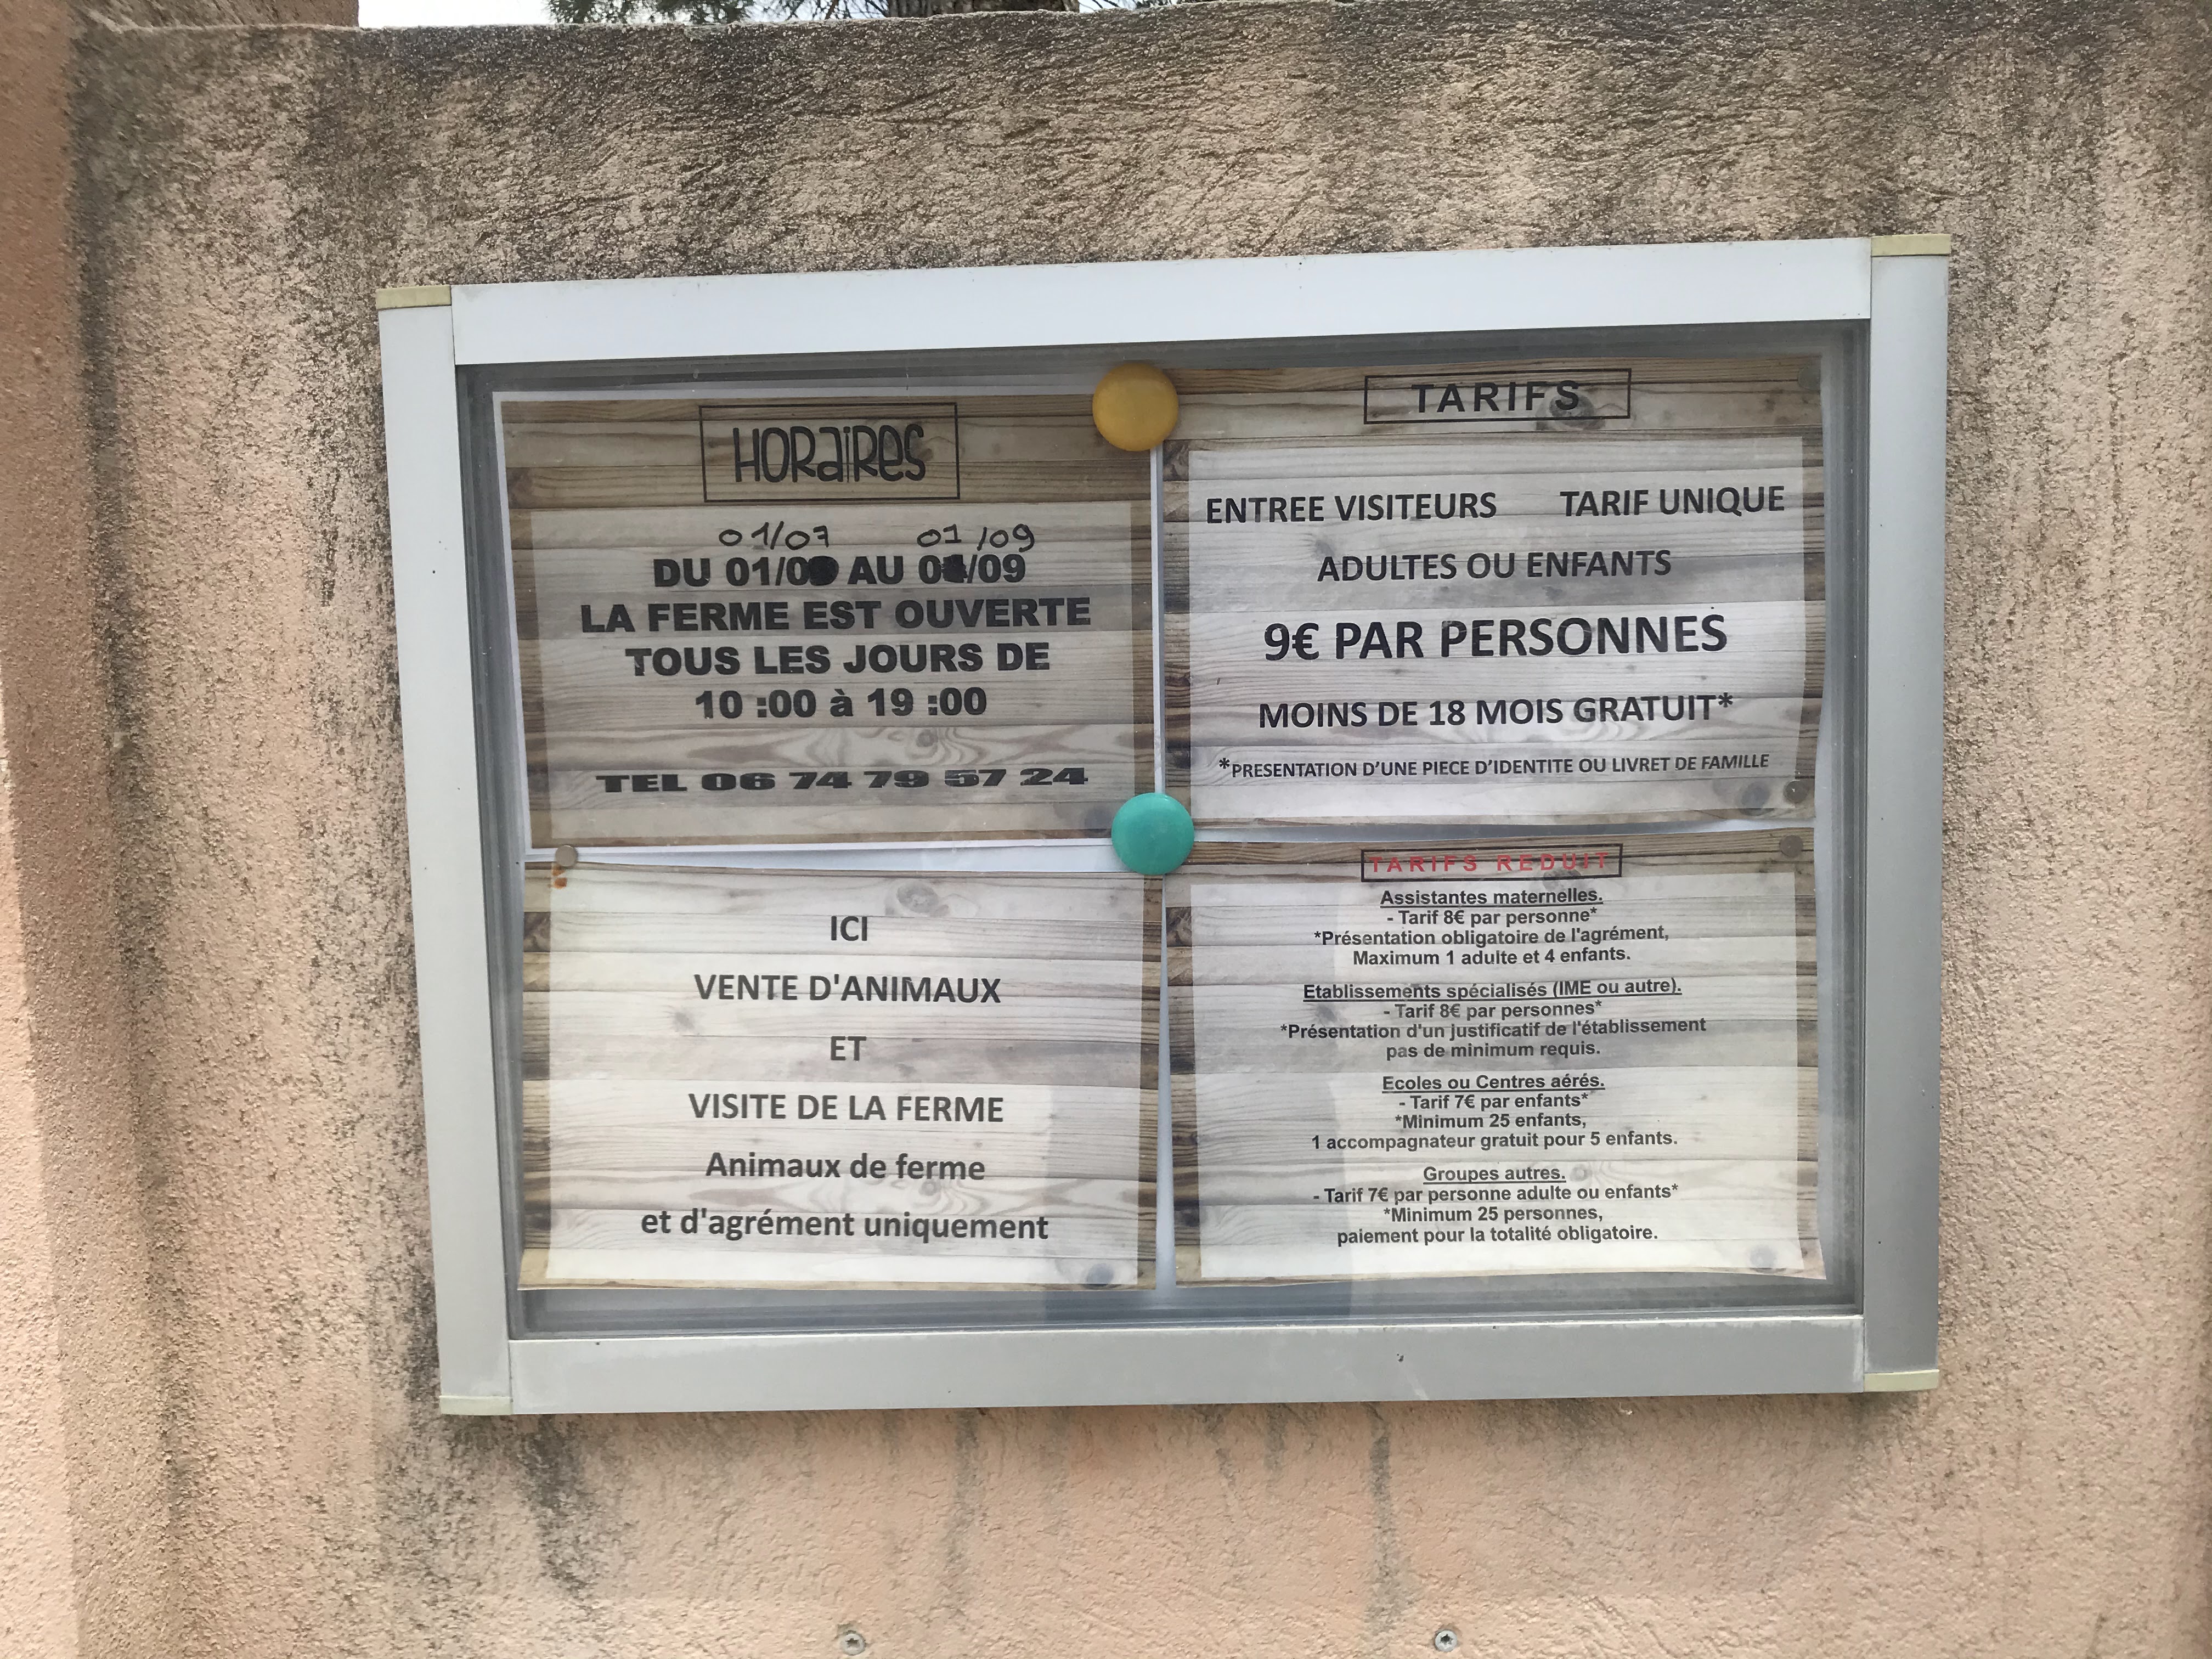 HORaiRes
01/07 01/09
DU 01/0 AU 0/09
LA FERME EST OUVERTE
TOUS LES JOURS DE
10 :00 à 19 :00
TEL 06 74 79 57 24
TARIFS
ENTREE VISITEURS TARIF UNIQUE
ADULTES OU ENFANTS
9€ PAR PERSONNES
MOINS DE 18 MOIS GRATUIT*
*PRESENTATION D'UNE PIECE D'IDENTITE OU LIVRET DE FAMILLE
ICI
VENTE D'ANIMAUX
ET
VISITE DE LA FERME
Animaux de ferme
et d'agrément uniquement
TARIFS REDUIT
Assistantes maternelles.
- Tarif 8€ par personne*
*Présentation obligatoire de l'agrément,
Maximum 1 adulte et 4 enfants.
Etablissements spécialisés (IME ou autre).
- Tarif 8€ par personnes*
*Présentation d'un justificatif de l'établissement
pas de minimum requis.
Ecoles ou Centres aérés.
- Tarif 7€ par enfants*
*Minimum 25 enfants,
1 accompagnateur gratuit pour 5 enfants.
Groupes autres.
- Tarif 7€ par personne adulte ou enfants*
*Minimum 25 personnes,
paiement pour la totalité obligatoire.